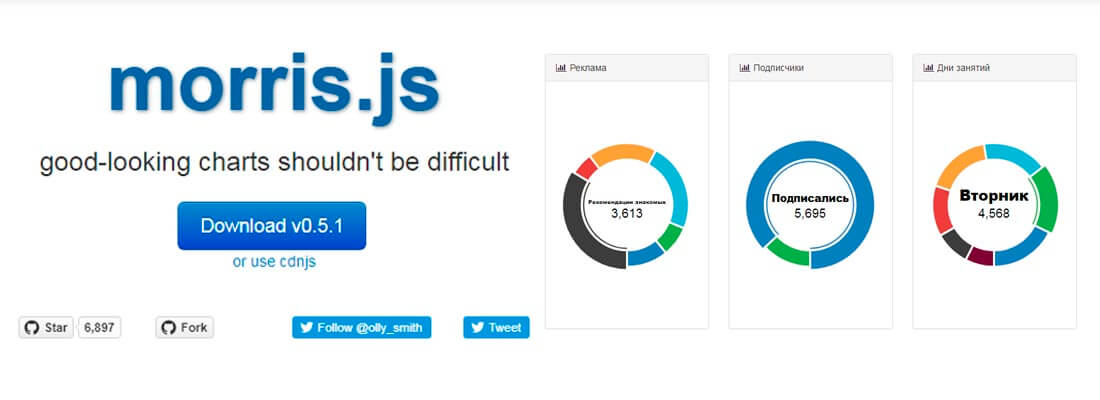 morris.js
good-looking charts shouldn't be difficult
Download v0.5.1
or use cdnjs
Star 6,897 Fork Follow @olly_smith Tweet
Реклама
Рекомендации знакомых
3,613
Подписчики
Подписались
5,695
Дни занятий
Вторник
4,568